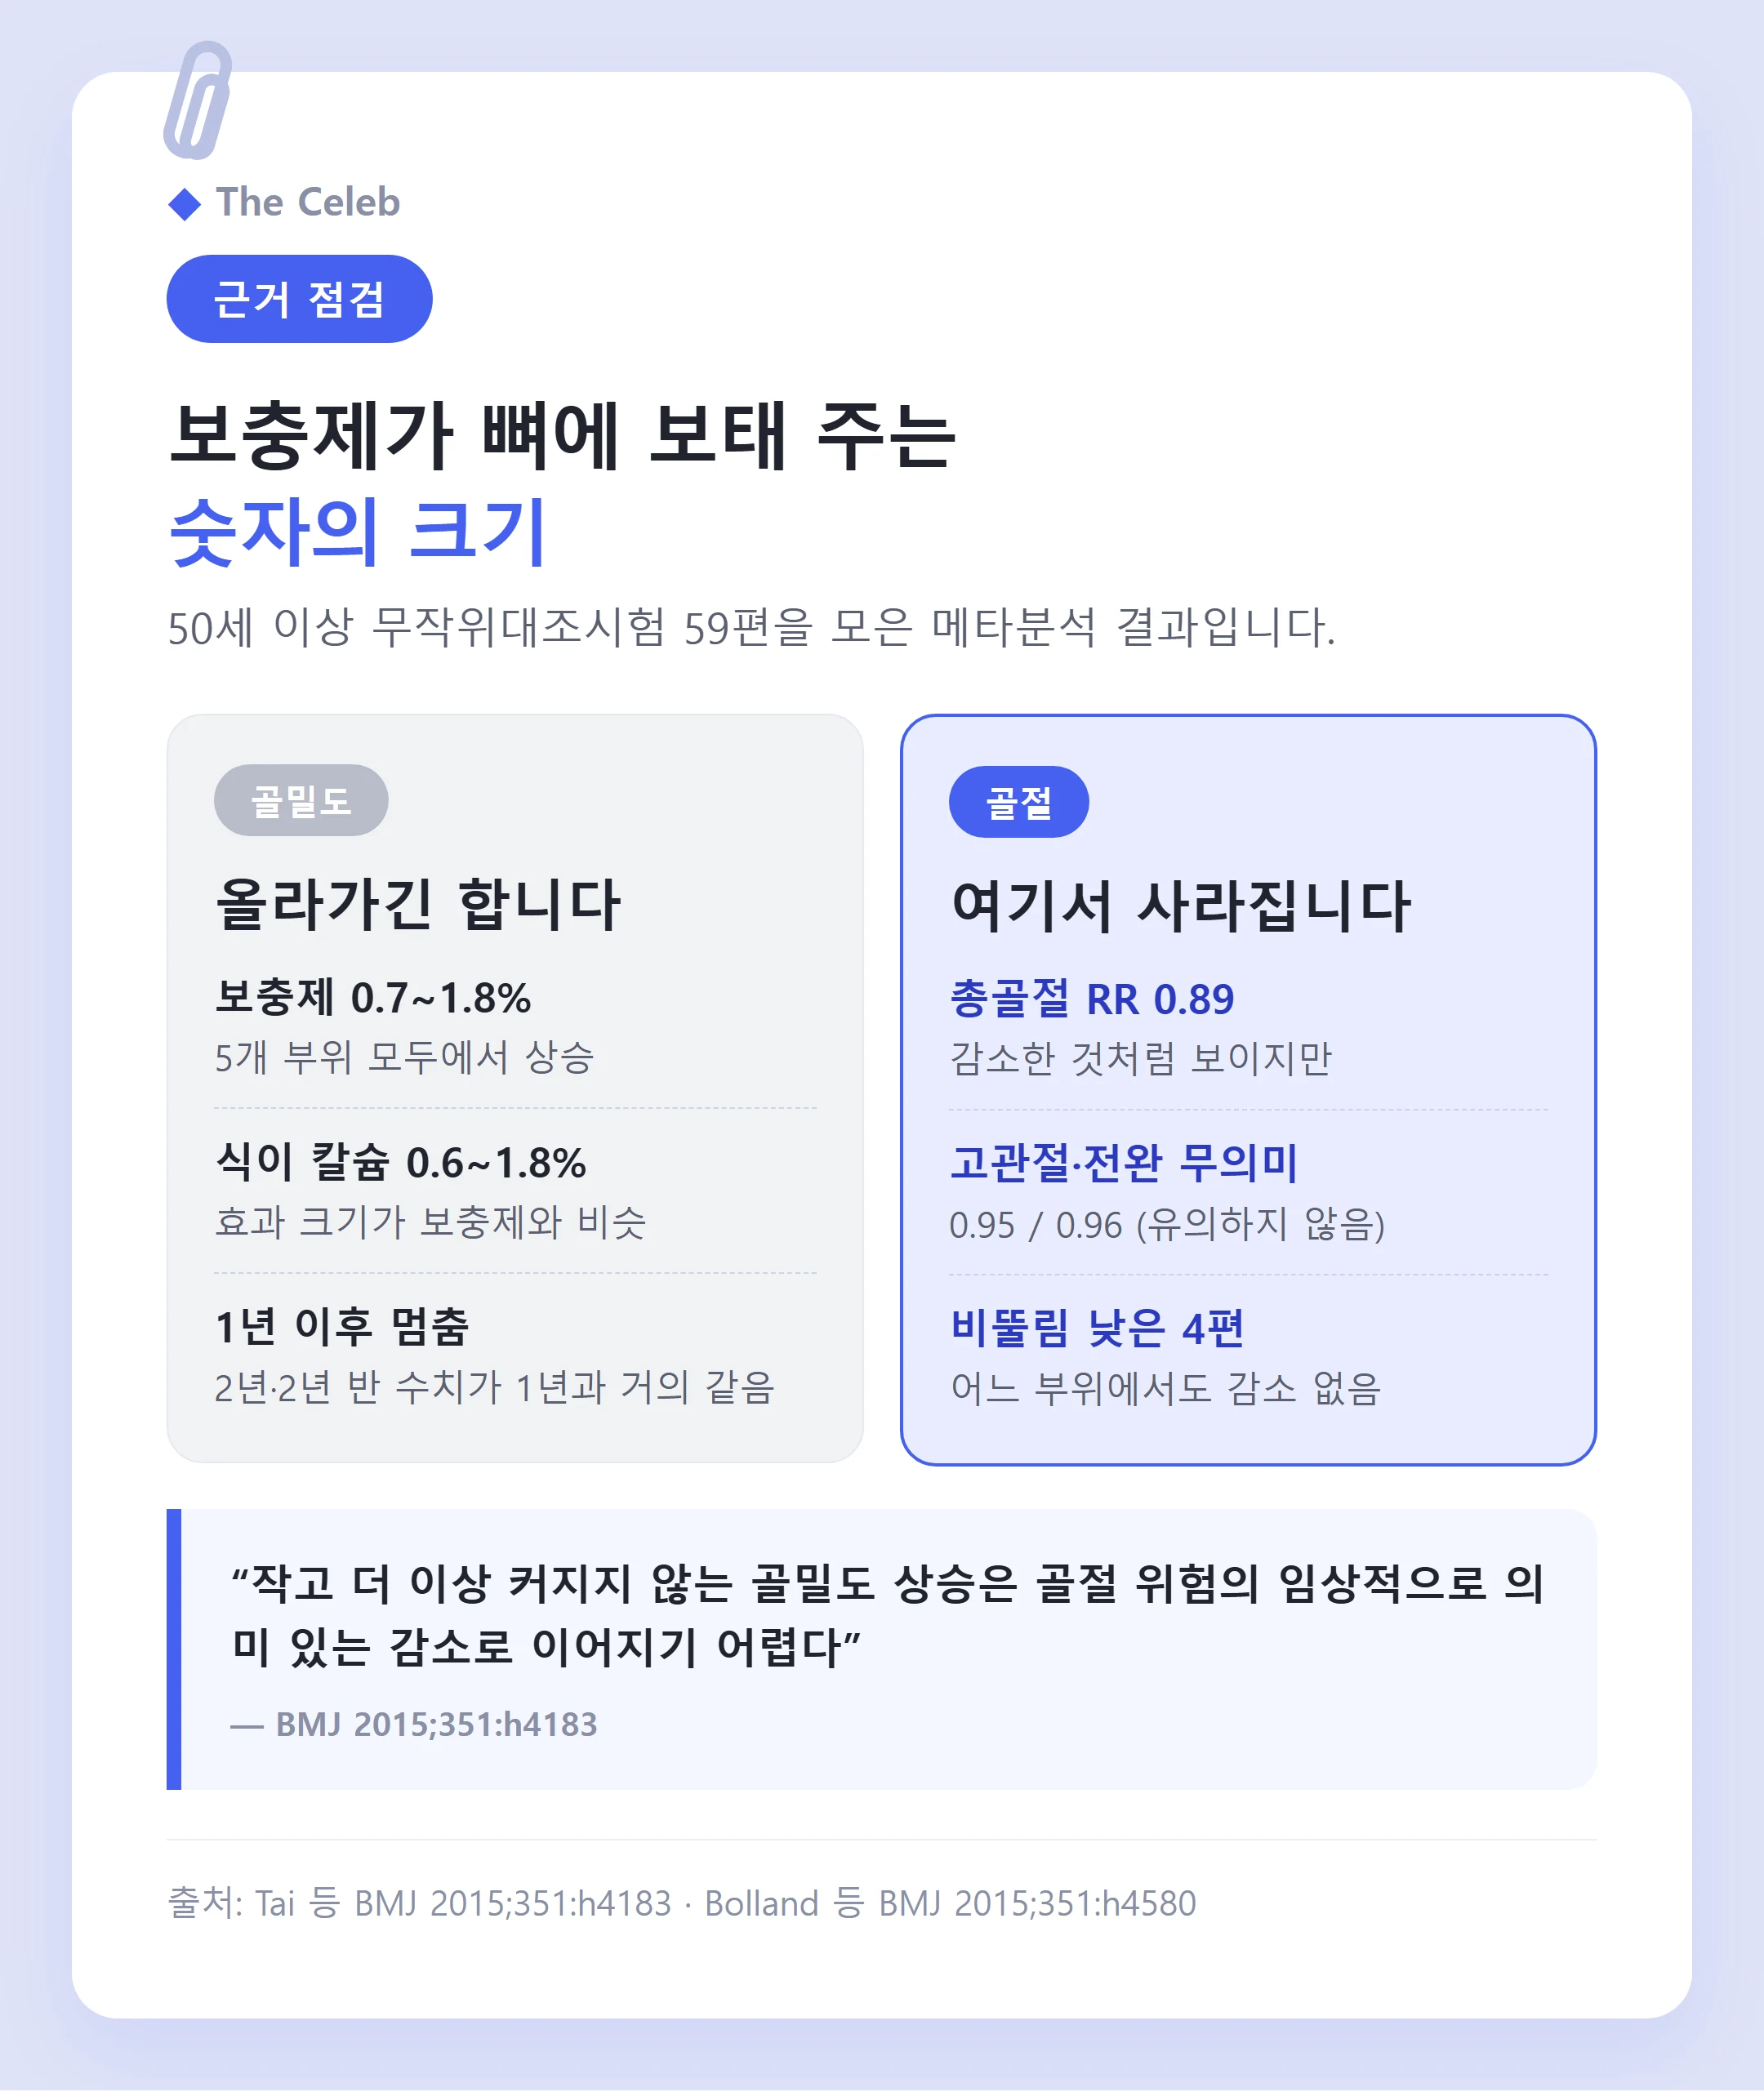 The Celeb
근거 점검
보충제가 뼈에 보태 주는
숫자의 크기
50세 이상 무작위대조시험 59편을 모은 메타분석 결과입니다.
골밀도
올라가긴 합니다
보충제 0.7~1.8%
5개 부위 모두에서 상승
식이 칼슘 0.6~1.8%
효과 크기가 보충제와 비슷
1년 이후 멈춤
2년·2년 반 수치가 1년과 거의 같음
골절
여기서 사라집니다
총골절 RR 0.89
감소한 것처럼 보이지만
고관절·전완 무의미
0.95 / 0.96 (유의하지 않음)
비뚤림 낮은 4편
어느 부위에서도 감소 없음
“작고 더 이상 커지지 않는 골밀도 상승은 골절 위험의 임상적으로 의
미 있는 감소로 이어지기 어렵다”
— BMJ 2015;351:h4183
출처: Tai 등 BMJ 2015;351:h4183 · Bolland 등 BMJ 2015;351:h4580